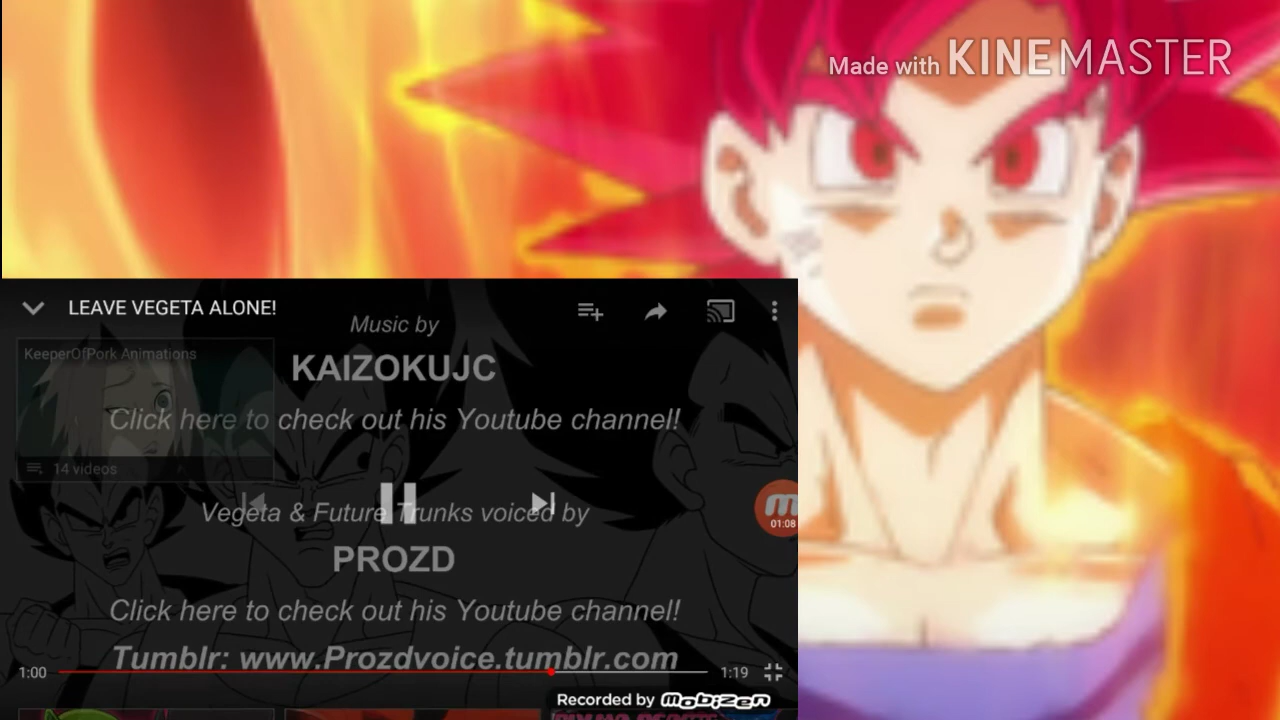 Made with KINEMASTER
LEAVE VEGETA ALONE!
Music by
KeeperOfPork Animations
KAIZOKUJC
Click here to check out his Youtube channel!
14 videos
Vegeta & Future Trunks voiced by
01:08
PROZD
Click here to check out his Youtube channel!
Tumblr: www.Prozdvoice.tumblr.com
1:00
1:19
Recorded by mobizen